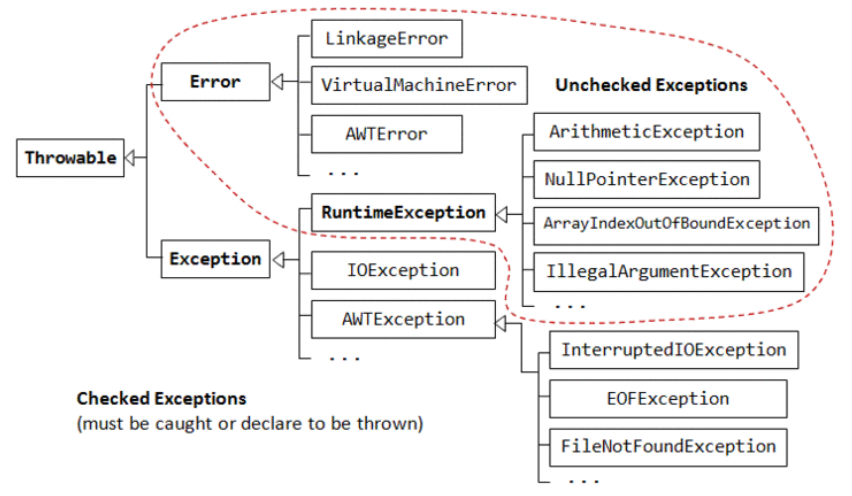 LinkageError
Error
VirtualMachineError
Unchecked Exceptions
AWTError
ArithmeticException
Throwable
...
NullPointerException
RuntimeException
ArrayIndexOutOfBoundException
Exception
IOException
IllegalArgumentException
...
AWTException
...
InterruptedIOException
Checked Exceptions
(must be caught or declare to be thrown)
EOFException
FileNotFoundException
...